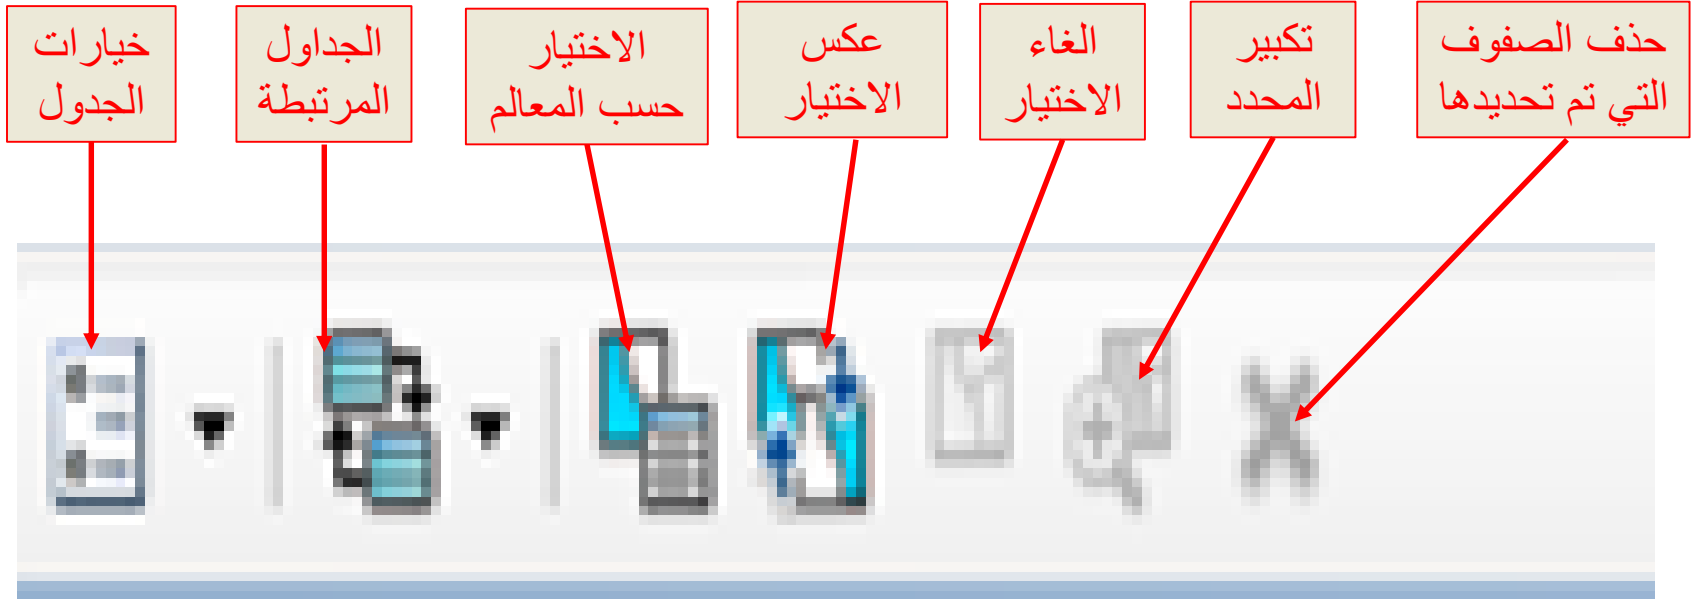 حذف الصفوف
التي تم تحديدها
تكبير
المحدد
الغاء
الاختيار
عكس
الاختيار
الاختيار
حسب المعالم
الجداول
المرتبطة
خيارات
الجدول